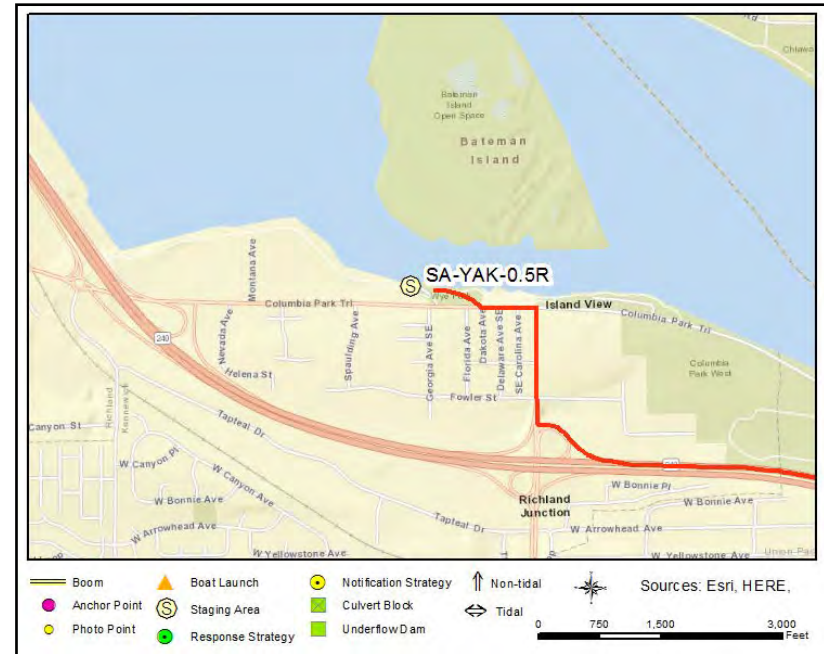 Rd
Bateman
Island
Open Space
Bateman
Island
SA-YAK-0.5R
S
Wye Park
Island View
Columbia Park Trl
Columbia Park Trl
Montana Ave
Nevada Ave
Helena St
Spaulding Ave
Georgia Ave SE
Florida Ave
Dakota Ave
Delaware Ave SE
SE Carolina Ave
Fowler St
Columbia
Park West
240
240
Richland
Kennewick
Canyon St
W Canyon Pl
W Canyon Ave
Tapteal Dr
W Bonnie Ave
W Arrowhead Ave
W Yellowstone Ave
Richland
Junction
Tapteal Dr
W Bonnie Pl
W Bonnie Ave
W Arrowhead Ave
W Yellowstone Ave
Union
Boom
Boat Launch
Notification Strategy
Non-tidal
Sources: Esri, HERE,
Anchor Point
S
Staging Area
Culvert Block
Tidal
Photo Point
Response Strategy
Underflow Dam
0 750 1,500 3,000
Feet